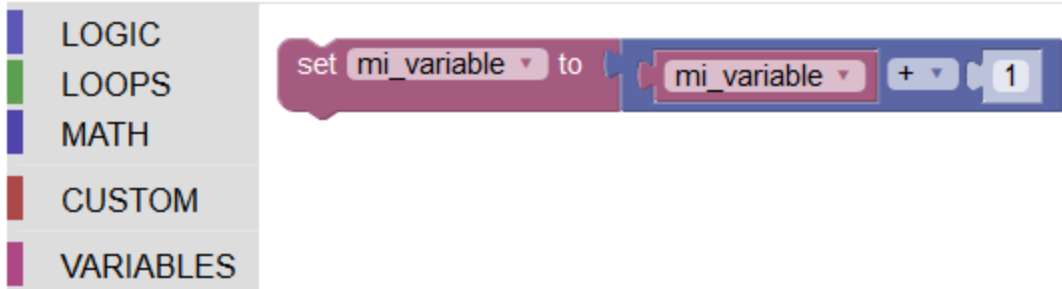 LOGIC
LOOPS
MATH
CUSTOM
VARIABLES
set mi_variable to mi_variable + 1